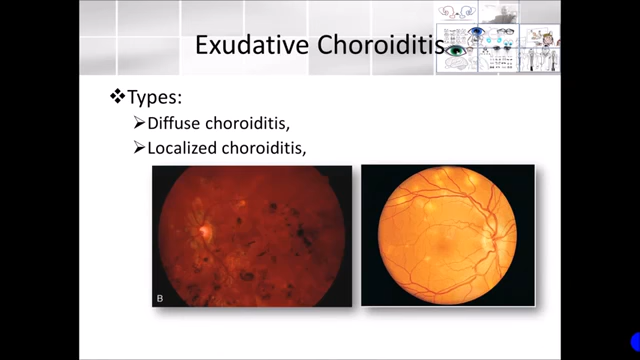 Exudative Choroiditis
❖Types:
➢Diffuse choroiditis,
➢Localized choroiditis,
B